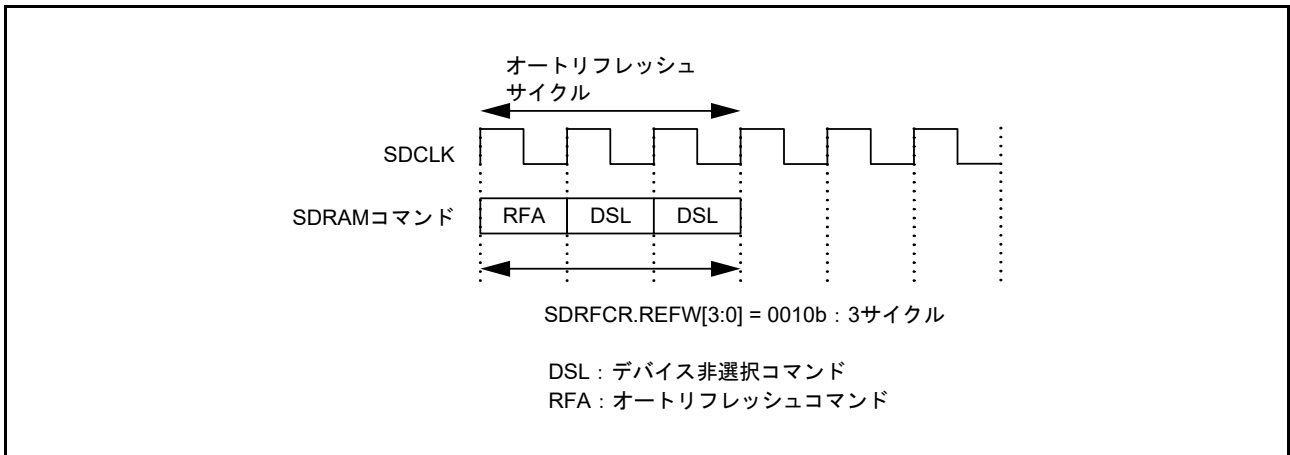 オートリフレッシュ
サイクル
SDCLK
SDRAMコマンド RFA DSL DSL
SDRFCR.REFW[3:0] = 0010b：3サイクル
DSL：デバイス非選択コマンド
RFA：オートリフレッシュコマンド